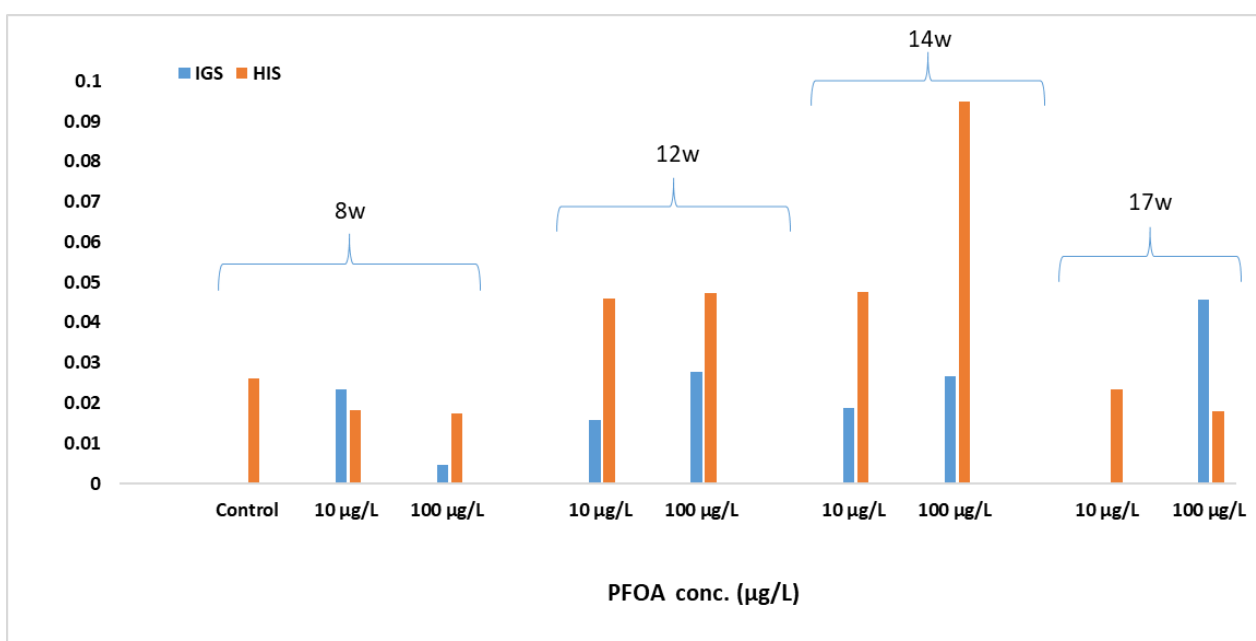 14w
IGS HIS
0.1
0.09
12w
0.08
0.07
8w
17w
0.06
0.05
0.04
0.03
0.02
0.01
0
Control 10 µg/L 100 µg/L 10 µg/L 100 µg/L 10 µg/L 100 µg/L 10 µg/L 100 µg/L
PFOA conc. (µg/L)